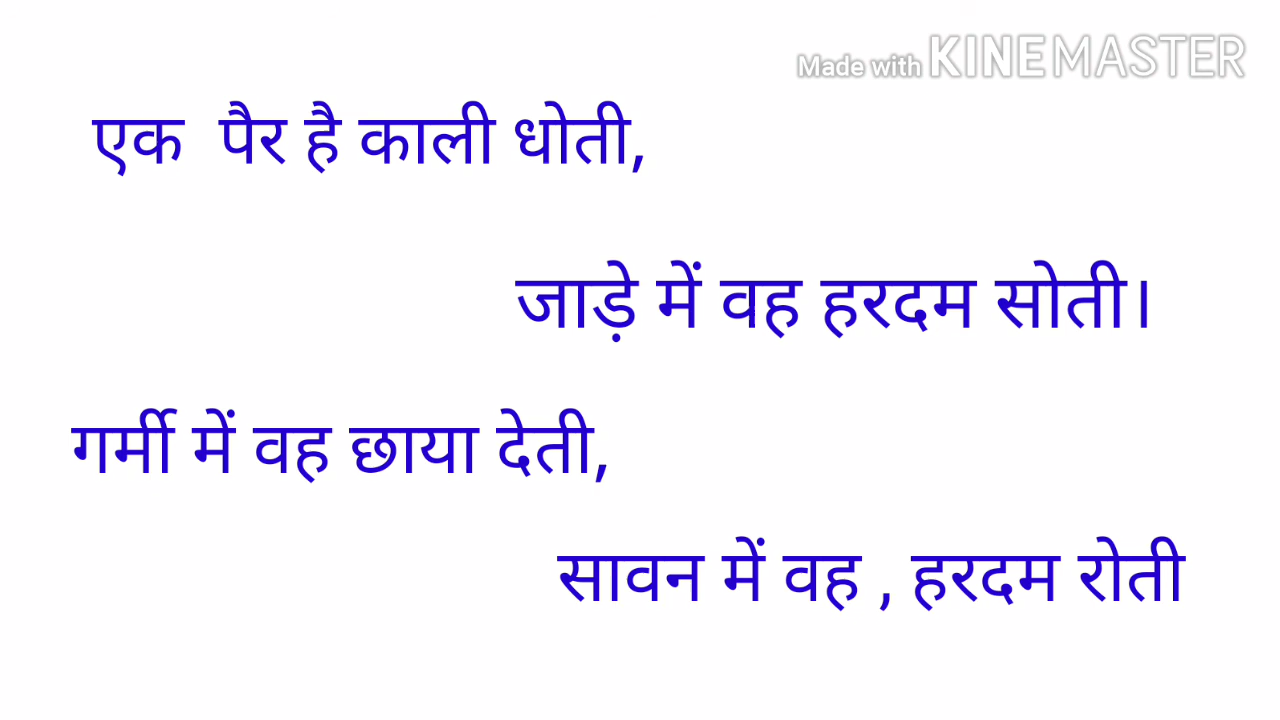 Made with KINEMASTER
एक पैर है काली धोती,
जाड़े में वह हरदम सोती।
गर्मी में वह छाया देती,
सावन में वह , हरदम रोती